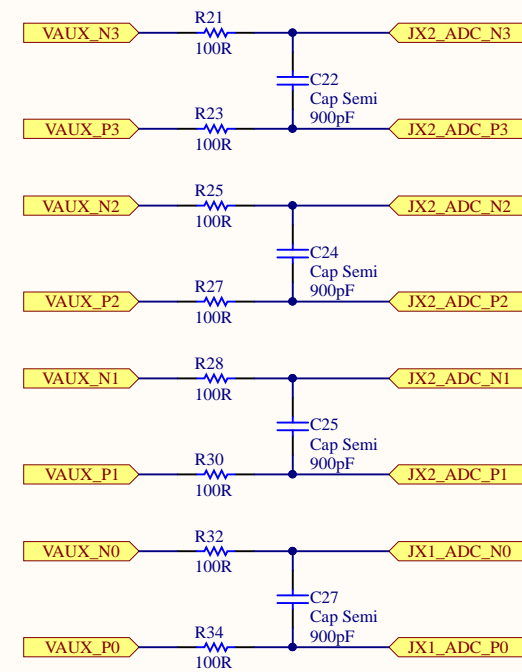 R21
VAUX_N3
JX2_ADC_N3
100R
C22
Cap Semi
900pF
R23
VAUX_P3
JX2_ADC_P3
100R
R25
VAUX_N2
JX2_ADC_N2
100R
C24
Cap Semi
900pF
R27
VAUX_P2
JX2_ADC_P2
100R
R28
VAUX_N1
JX2_ADC_N1
100R
C25
Cap Semi
900pF
R30
VAUX_P1
JX2_ADC_P1
100R
R32
VAUX_N0
JX1_ADC_N0
100R
C27
Cap Semi
900pF
R34
VAUX_P0
JX1_ADC_P0
100R